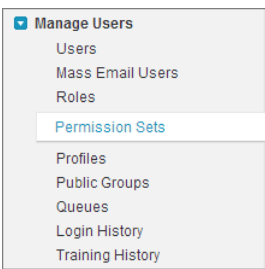 Manage Users
Users
Mass Email Users
Roles
Permission Sets
Profiles
Public Groups
Queues
Login History
Training History